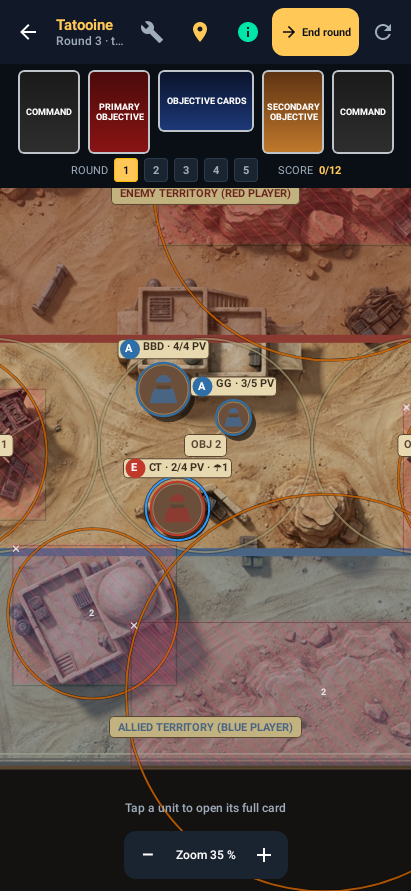 Tatooine
Round 3 · t...
End round
COMMAND
PRIMARY
OBJECTIVE
OBJECTIVE CARDS
SECONDARY
OBJECTIVE
COMMAND
ROUND 1 2 3 4 5 SCORE 0/12
ENEMY TERRITORY (RED PLAYER)
A BBD · 4/4 PV
A GG · 3/5 PV
1
OBJ 2
O
E CT · 2/4 PV · ☂1
2
2
ALLIED TERRITORY (BLUE PLAYER)
Tap a unit to open its full card
− Zoom 35 % +